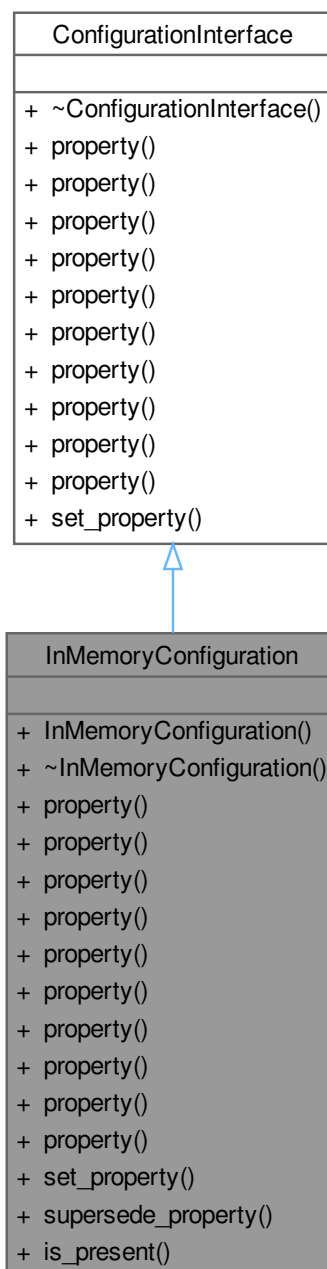 ConfigurationInterface
+ ~ConfigurationInterface()
+ property()
+ property()
+ property()
+ property()
+ property()
+ property()
+ property()
+ property()
+ property()
+ property()
+ set_property()
InMemoryConfiguration
+ InMemoryConfiguration()
+ ~InMemoryConfiguration()
+ property()
+ property()
+ property()
+ property()
+ property()
+ property()
+ property()
+ property()
+ property()
+ property()
+ set_property()
+ supersede_property()
+ is_present()